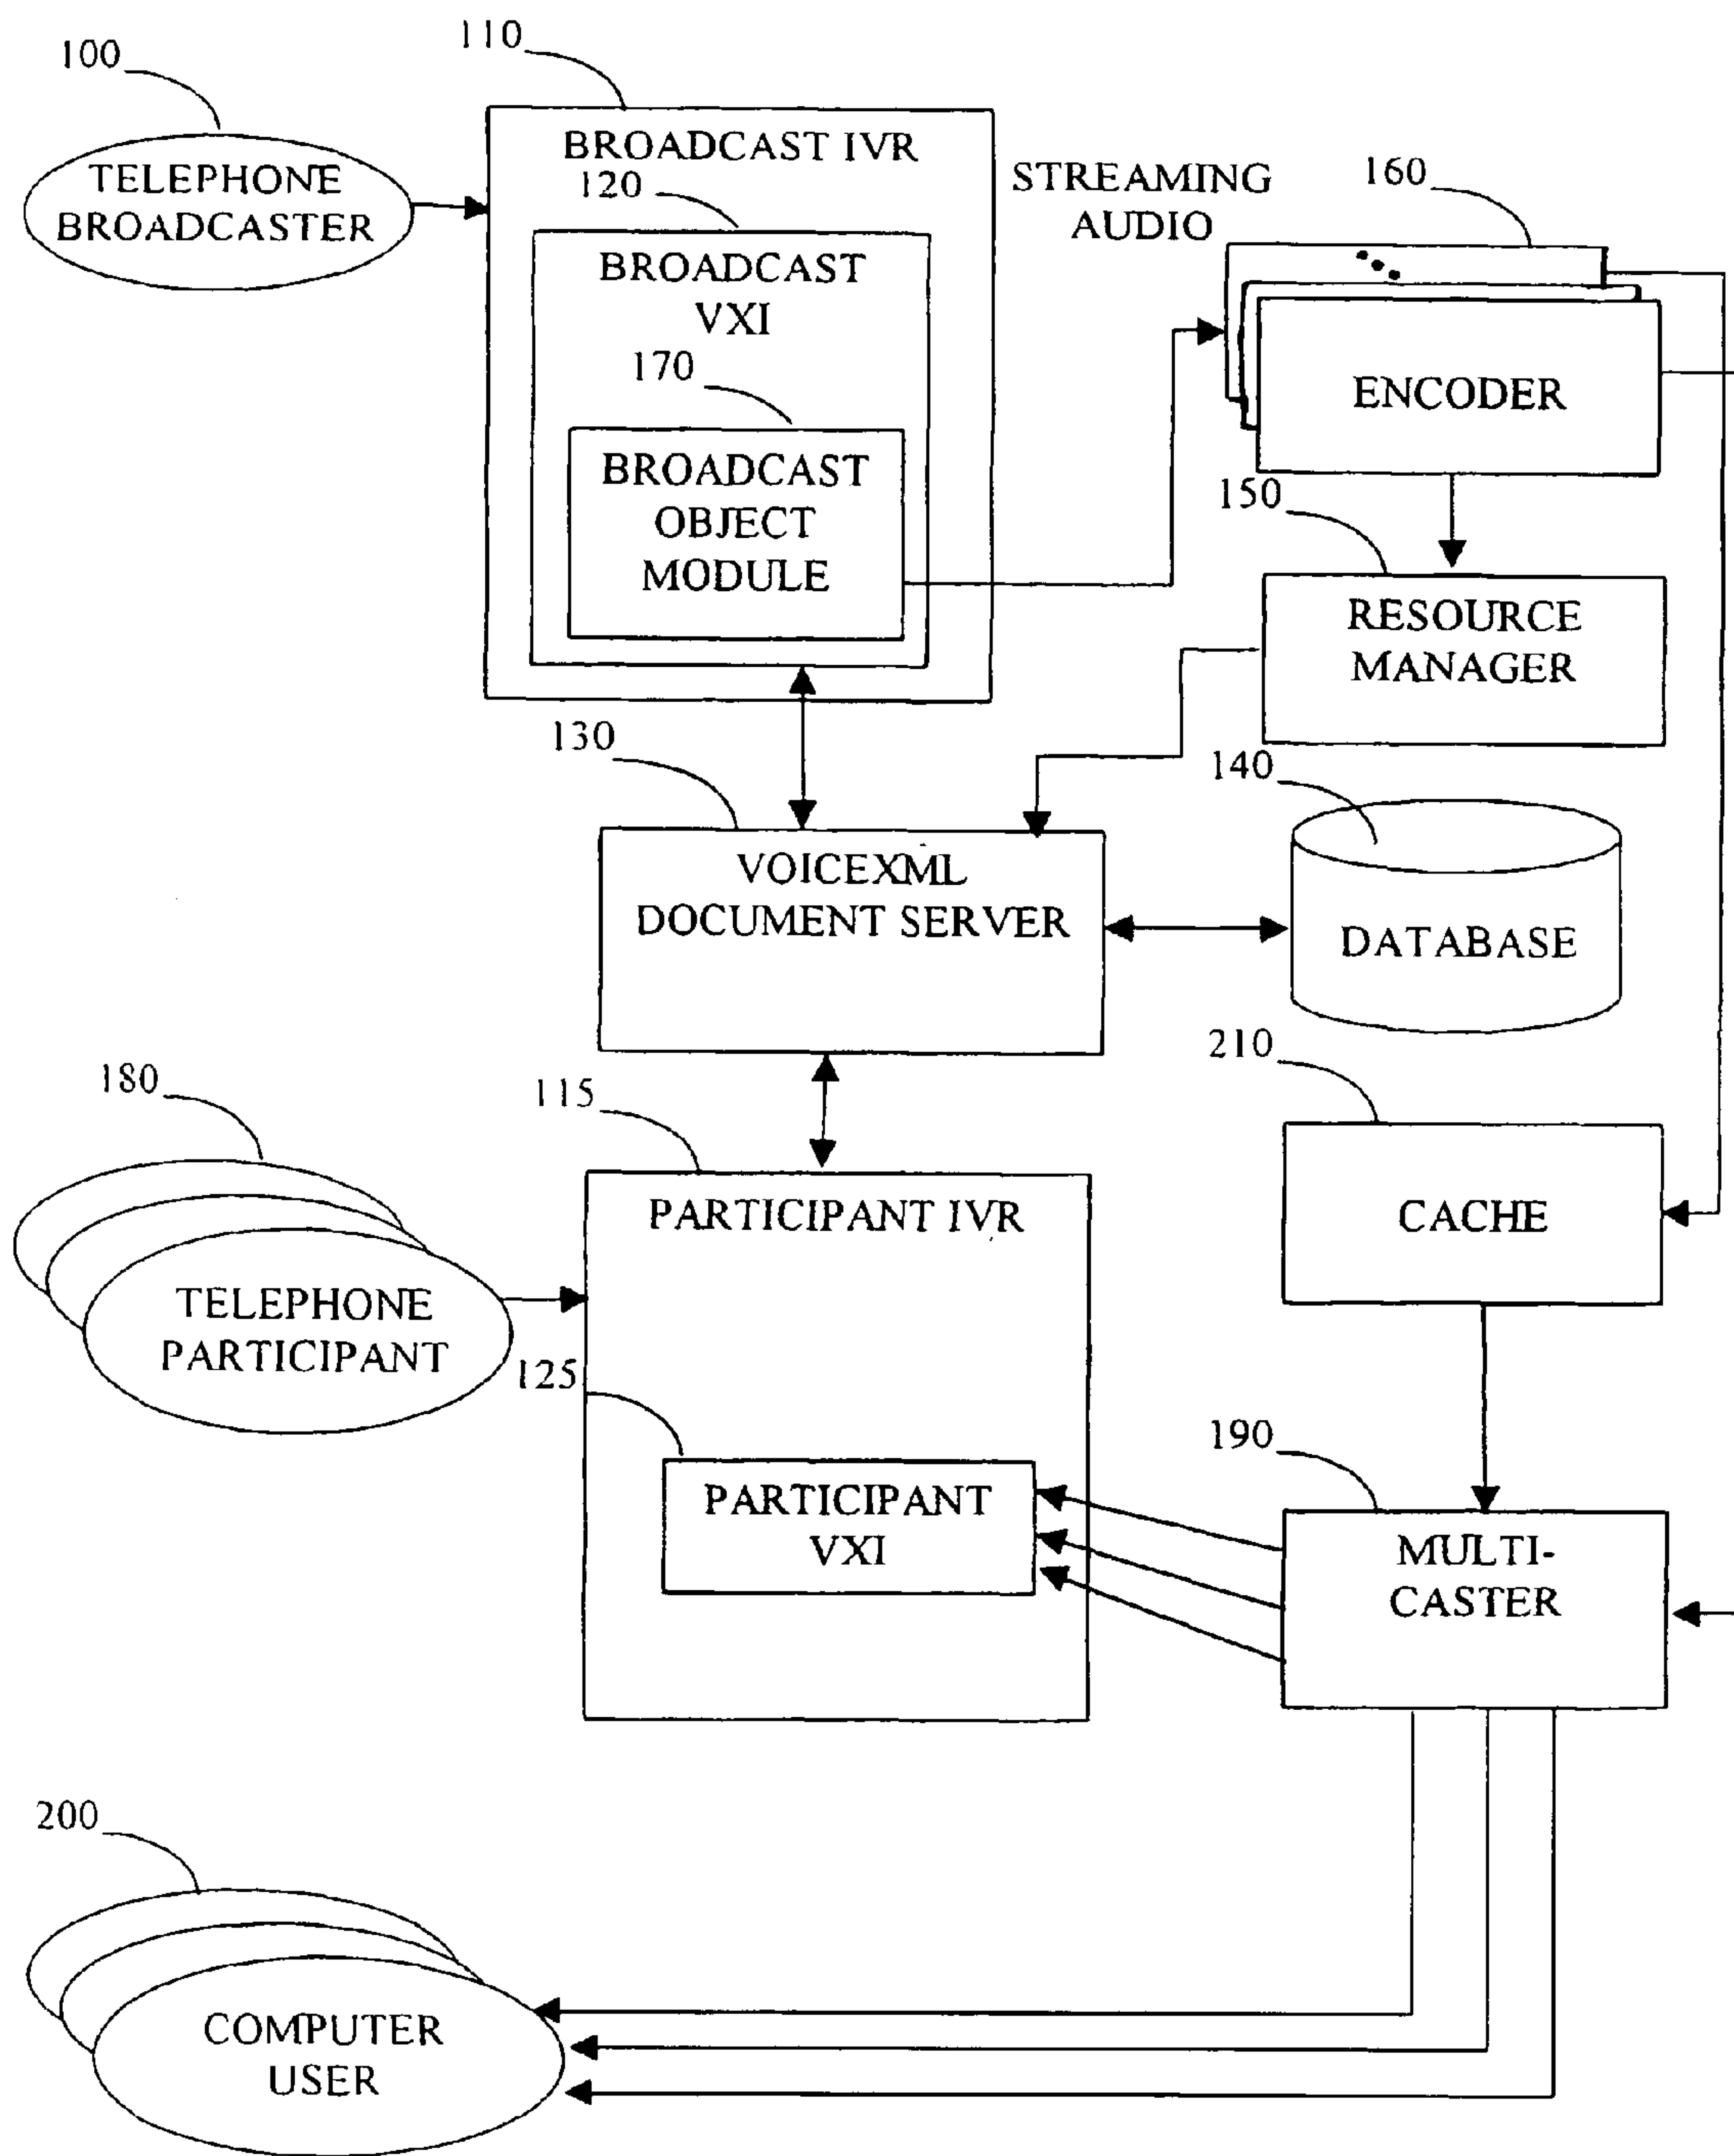 110
100
BROADCAST IVR
TELEPHONE
BROADCASTER
120
STREAMING
AUDIO
160
BROADCAST
VXI
170
ENCODER
BROADCAST
OBJECT
MODULE
150
RESOURCE
MANAGER
130
140
VOICEXML
DOCUMENT SERVER
DATABASE
210
180
115
CACHE
PARTICIPANT IVR
TELEPHONE
PARTICIPANT
125
190
PARTICIPANT
VXI
MULTI-
CASTER
200
COMPUTER
USER